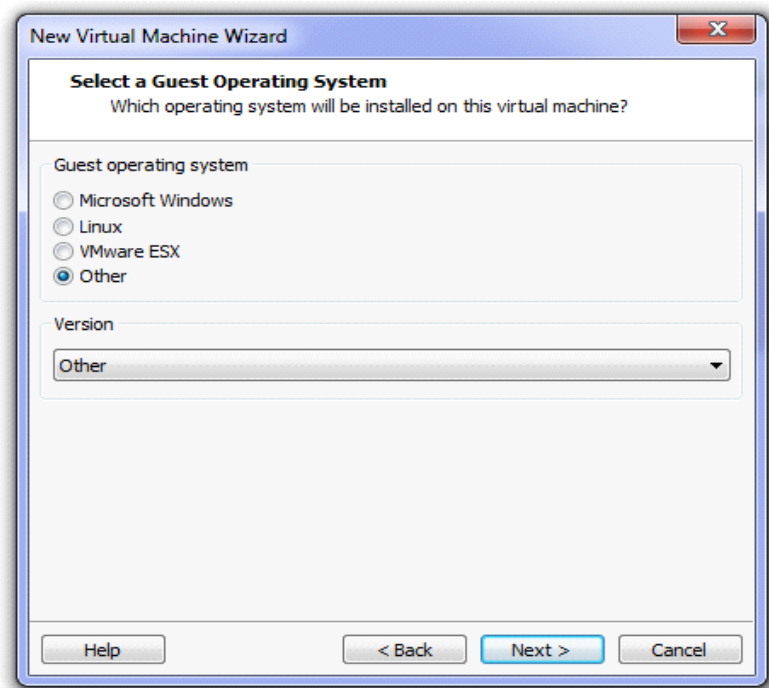 New Virtual Machine Wizard
Select a Guest Operating System
Which operating system will be installed on this virtual machine?
Guest operating system
Microsoft Windows
Linux
VMware ESX
Other
Version
Other
Help
< Back
Next >
Cancel